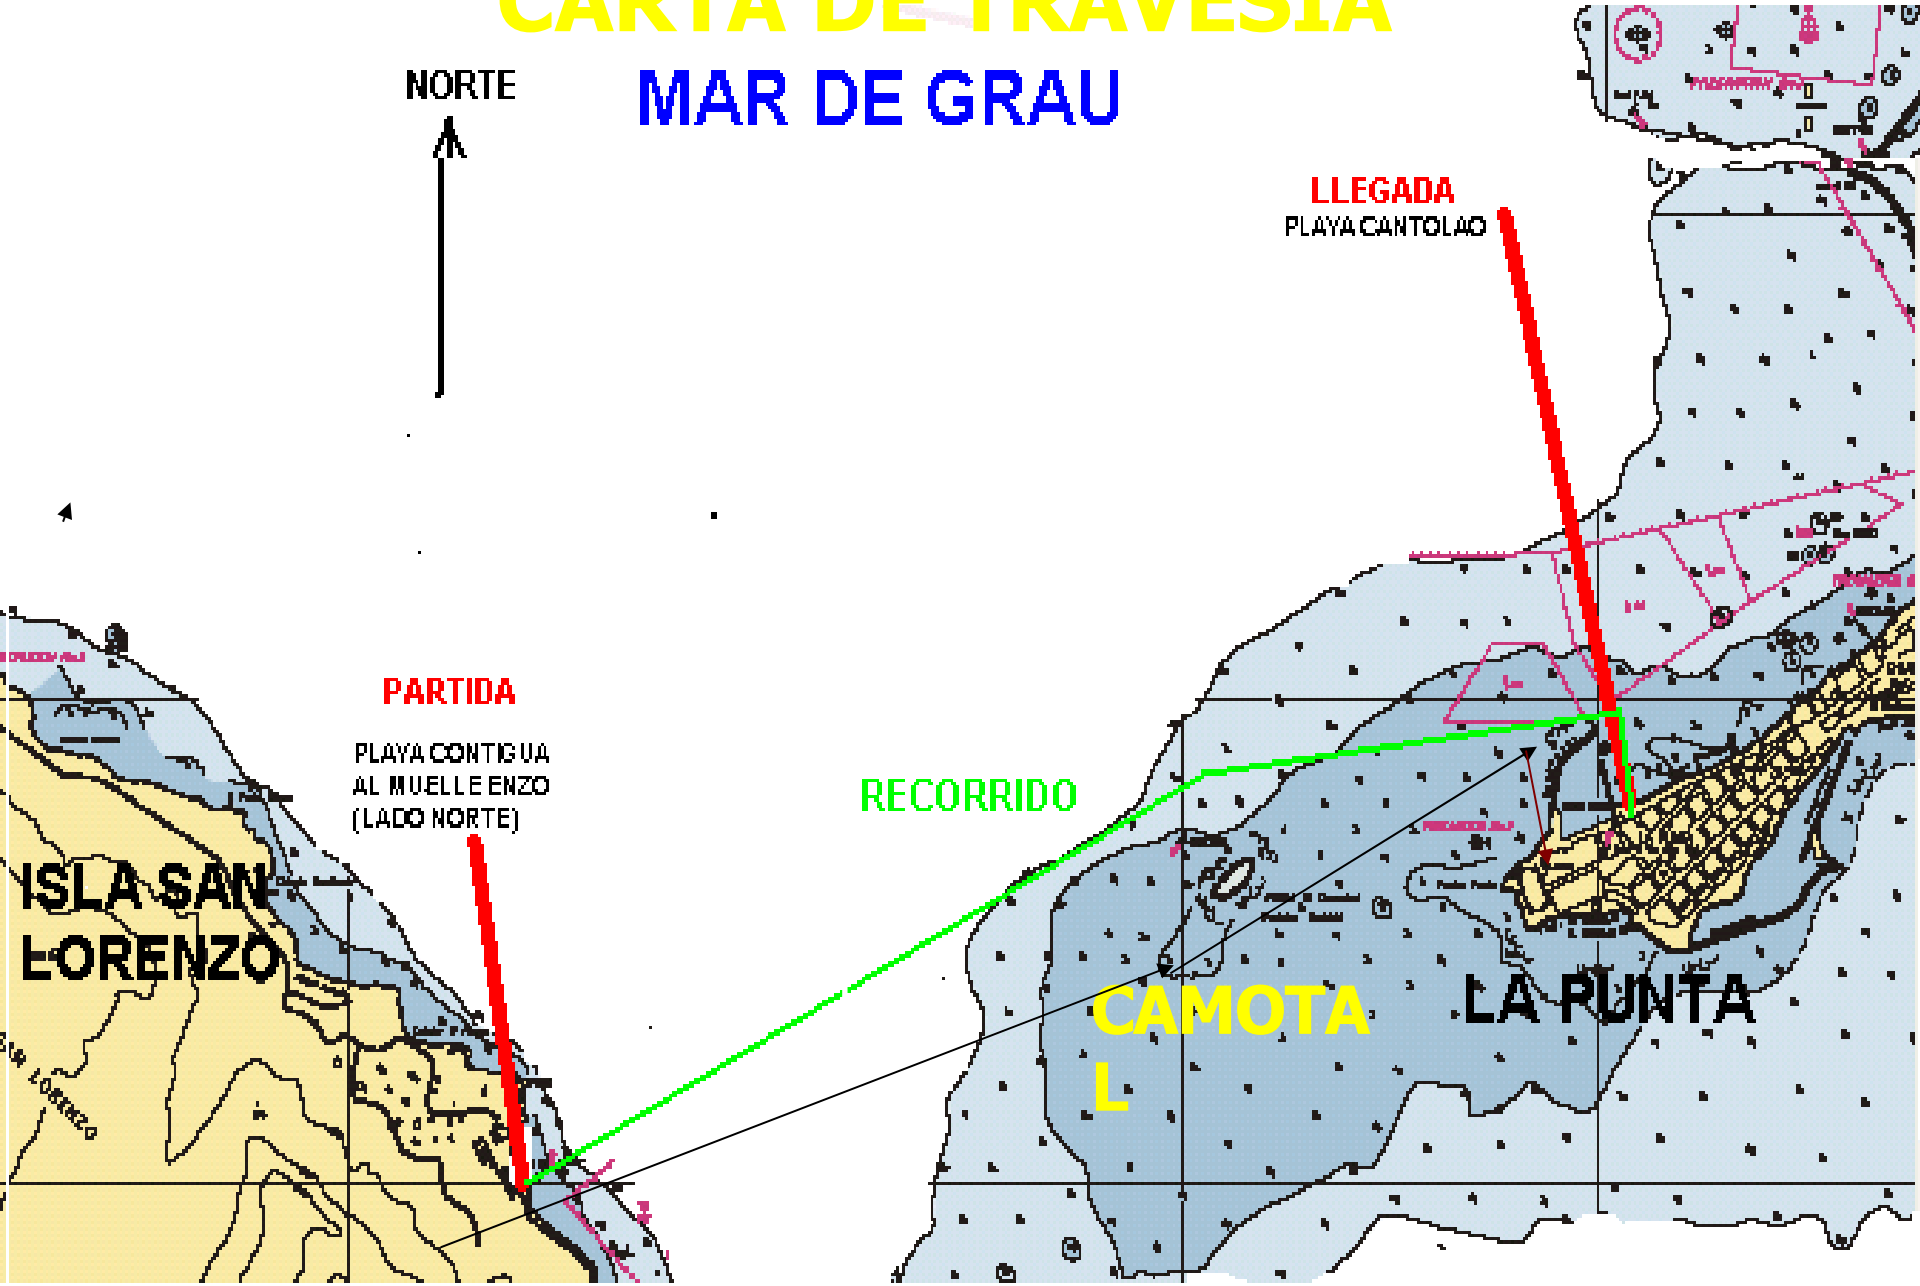 CARTA DE TRAVESIA
NORTE
MAR DE GRAU
LLEGADA
PLAYA CANTOLAO
PARTIDA
PLAYA CONTIGUA
AL MUELLE ENZO
(LADO NORTE)
RECORRIDO
ISLA SAN
LORENZO
CAMOTA
L
LA PUNTA
LORENZO